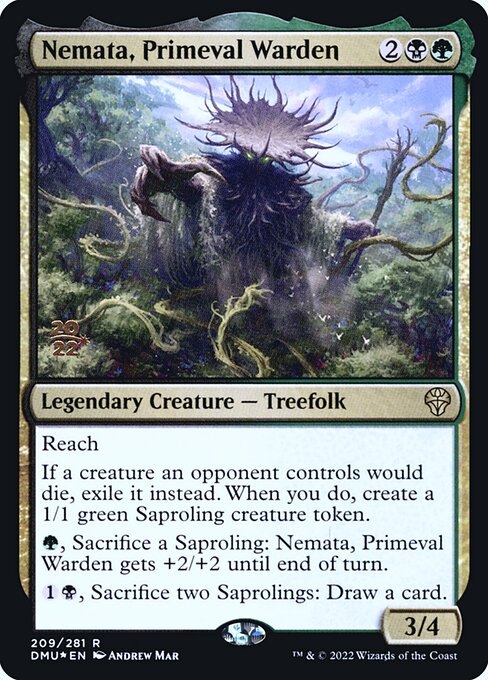 Nemata, Primeval Warden 2
20
22
Legendary Creature — Treefolk
Reach
If a creature an opponent controls would
die, exile it instead. When you do, create a
1/1 green Saproling creature token.
, Sacrifice a Saproling: Nemata, Primeval
Warden gets +2/+2 until end of turn.
1 , Sacrifice two Saprolings: Draw a card.
3/4
209/281 R
DMU★EN Andrew Mar
™ & © 2022 Wizards of the Coast